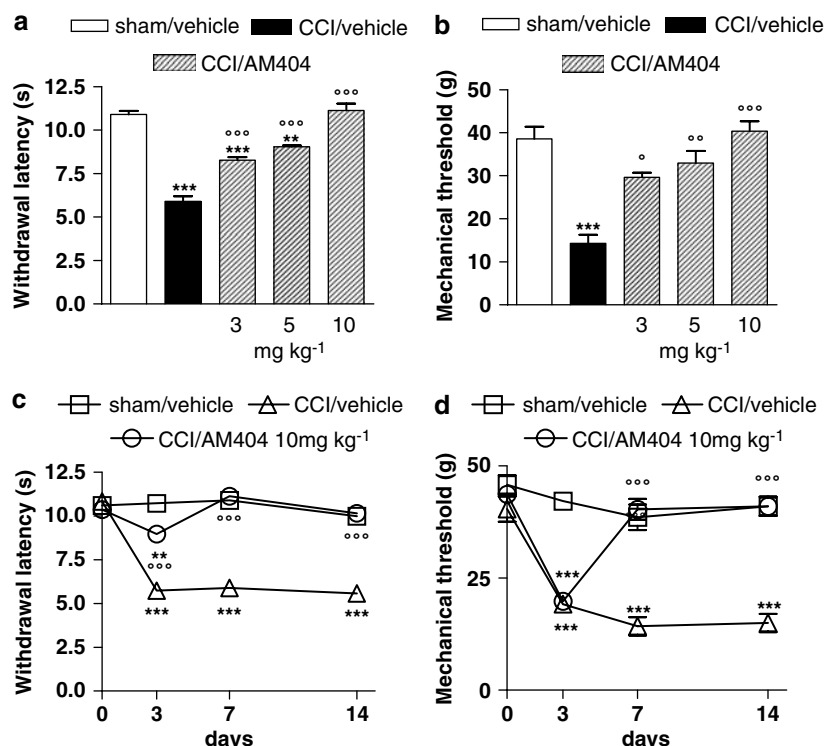 a
sham/vehicle CCI/vehicle
CCI/AM404
Withdrawal latency (s)
12.5
10.0
7.5
5.0
2.5
0.0
***
°°°
***
°°°
**
°°°
3 5 10
mg kg-1
b
sham/vehicle CCI/vehicle
CCI/AM404
Mechanical threshold (g)
50
40
30
20
10
0
***
°
°°
°°°
3 5 10
mg kg-1
c
sham/vehicle CCI/vehicle
CCI/AM404 10mg kg-1
Withdrawal latency (s)
12.5
10.0
7.5
5.0
2.5
0.0
**
°°°
***
°°°
***
°°°
***
0 3 7 14
days
d
sham/vehicle CCI/vehicle
CCI/AM404 10mg kg-1
Mechanical threshold (g)
50
25
0
***
***
°°°
***
°°°
***
0 3 7 14
days